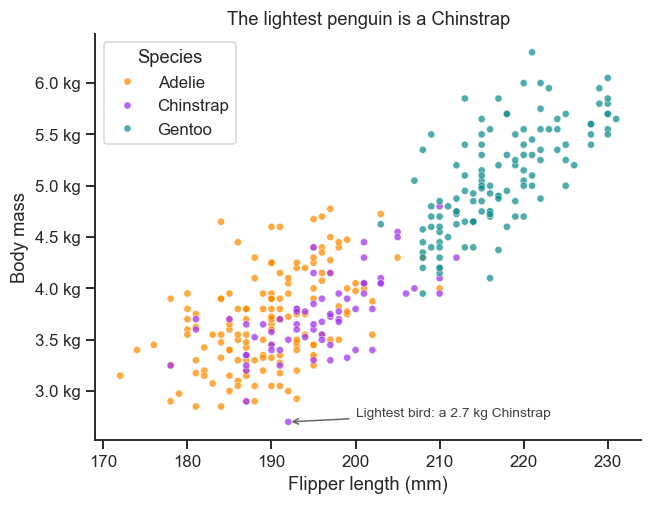 The lightest penguin is a Chinstrap
Species
Adelie
Chinstrap
Gentoo
6.0 kg
5.5 kg
5.0 kg
4.5 kg
4.0 kg
3.5 kg
3.0 kg
Body mass
Lightest bird: a 2.7 kg Chinstrap
170 180 190 200 210 220 230
Flipper length (mm)